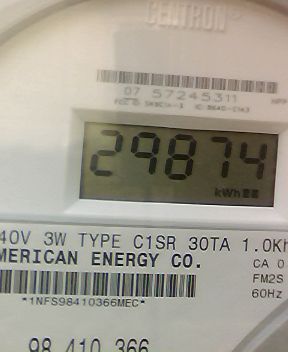 CENTRON®
07 57245311
29874
kWh
40V 3W TYPE C1SR 30TA 1.0Kh
MERICAN ENERGY CO.
CA 0
FM2S
60Hz
*1NFS98410366MEC*
98 410 366